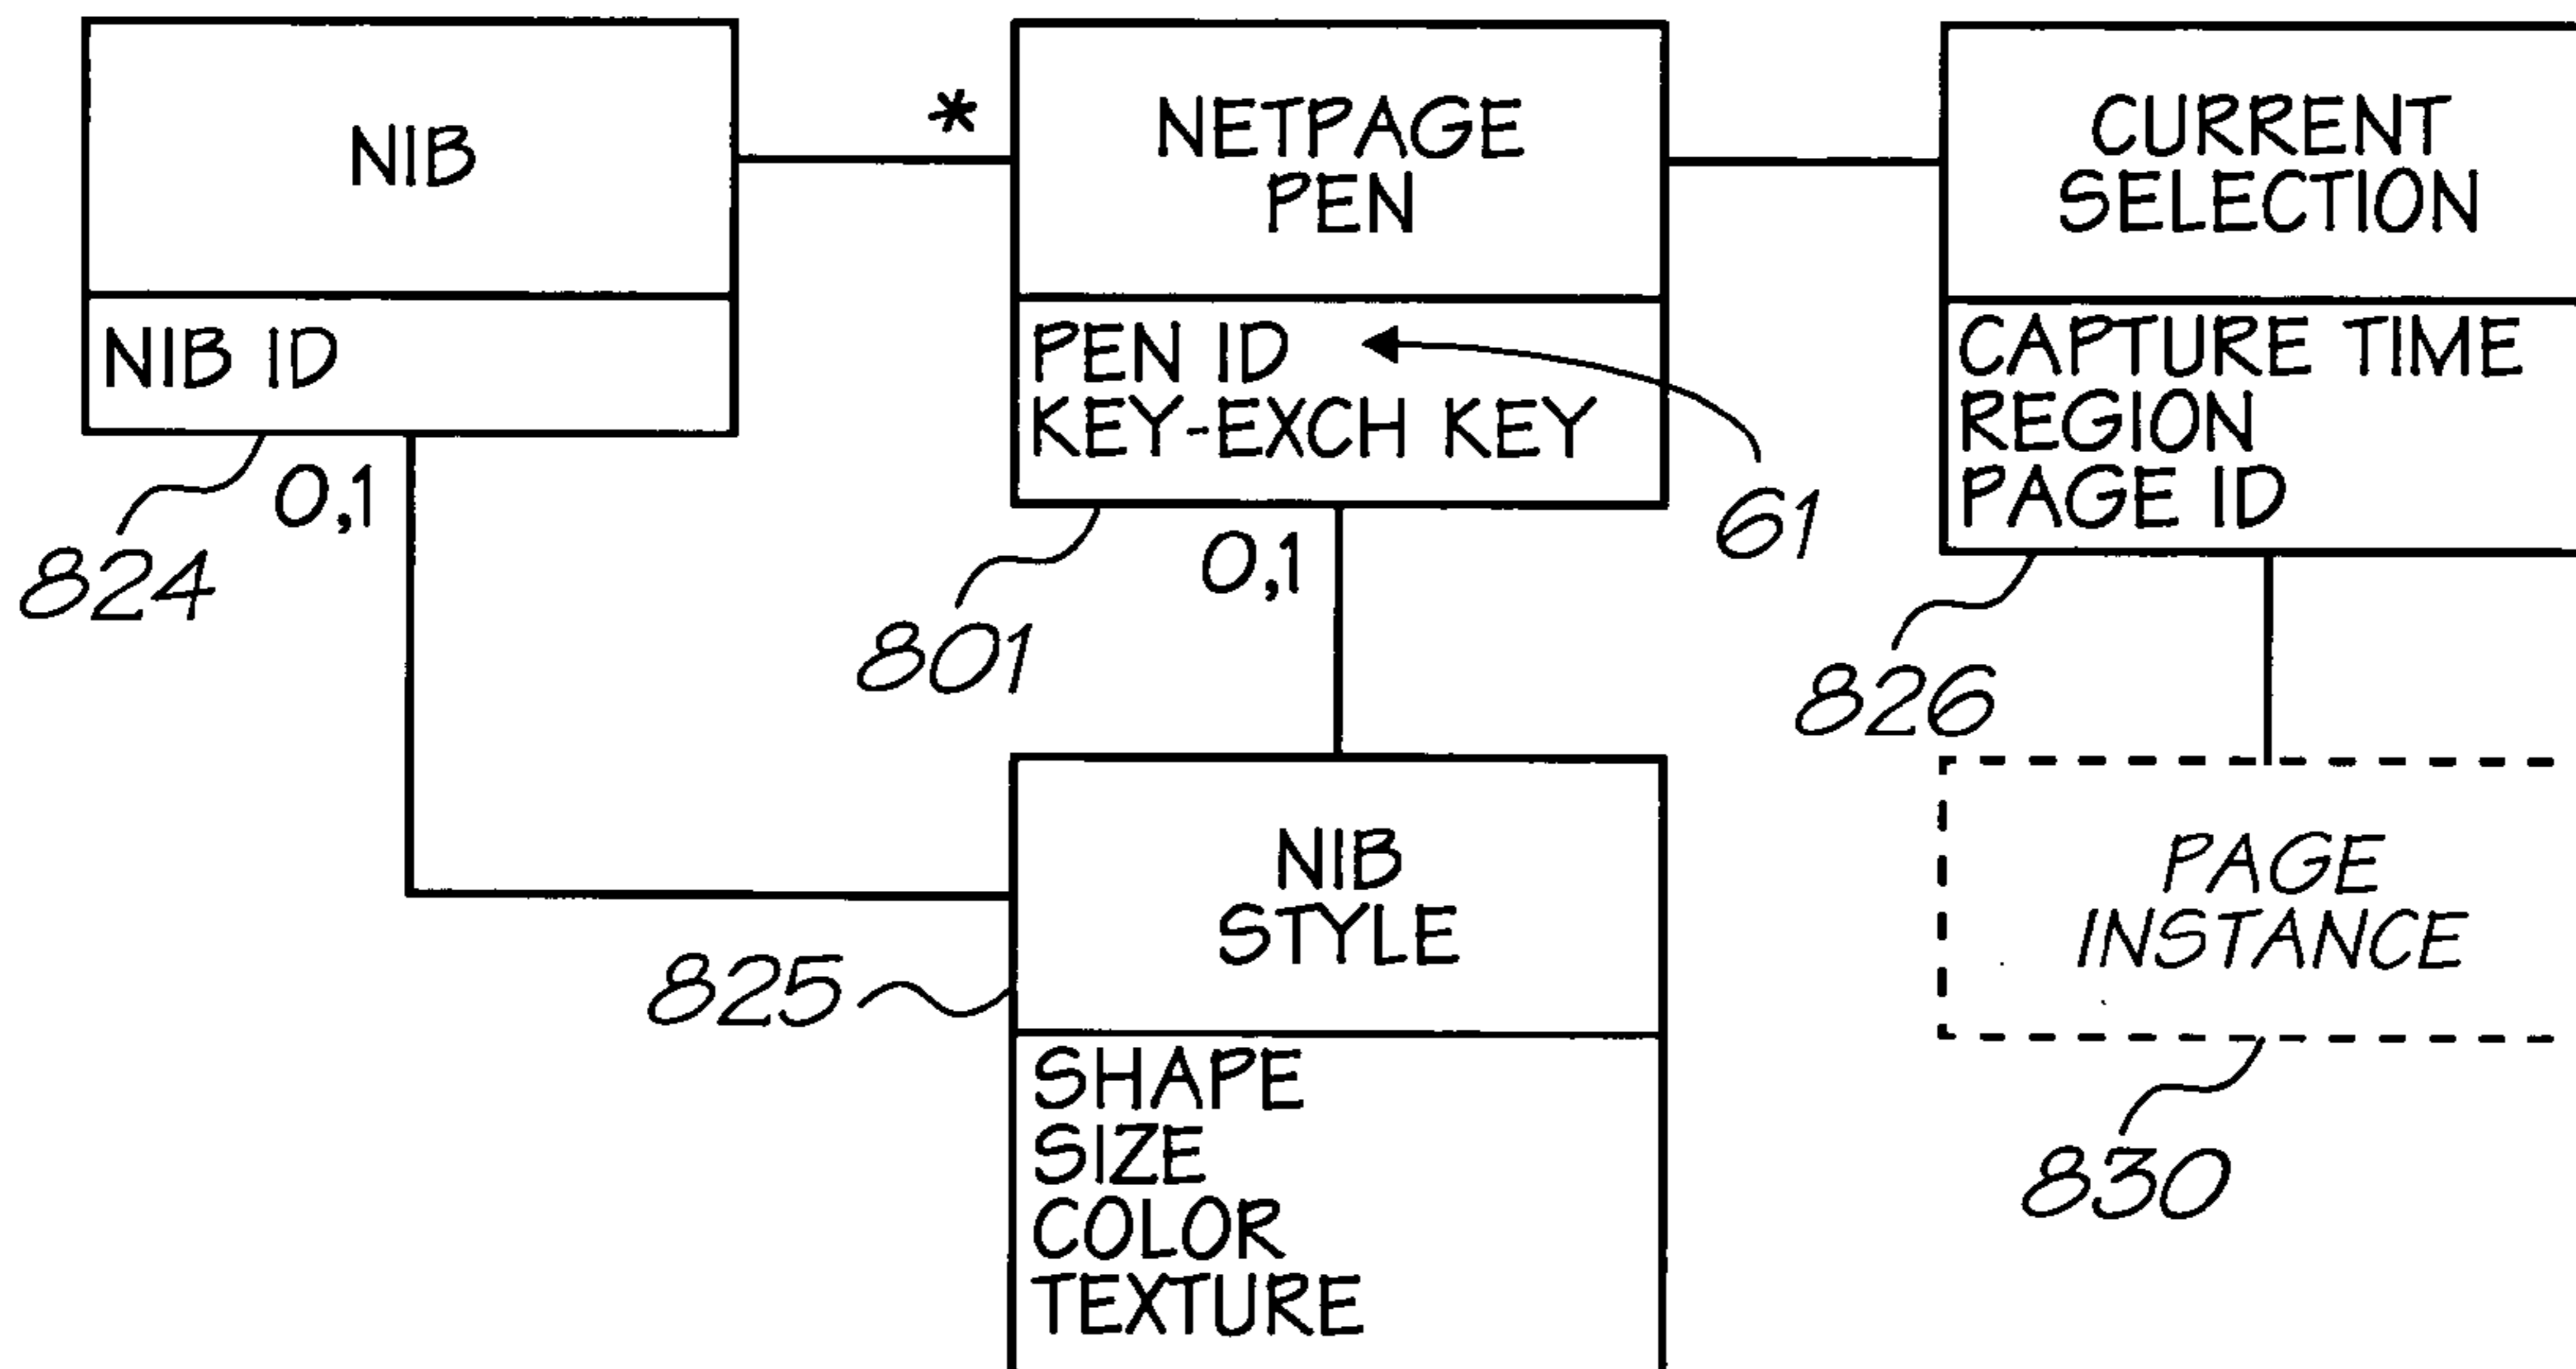 NIB
NIB ID
824
0,1
*
NETPAGE
PEN
PEN ID
KEY-EXCH KEY
61
801
0,1
CURRENT
SELECTION
CAPTURE TIME
REGION
PAGE ID
826
NIB
STYLE
825
SHAPE
SIZE
COLOR
TEXTURE
PAGE
INSTANCE
830